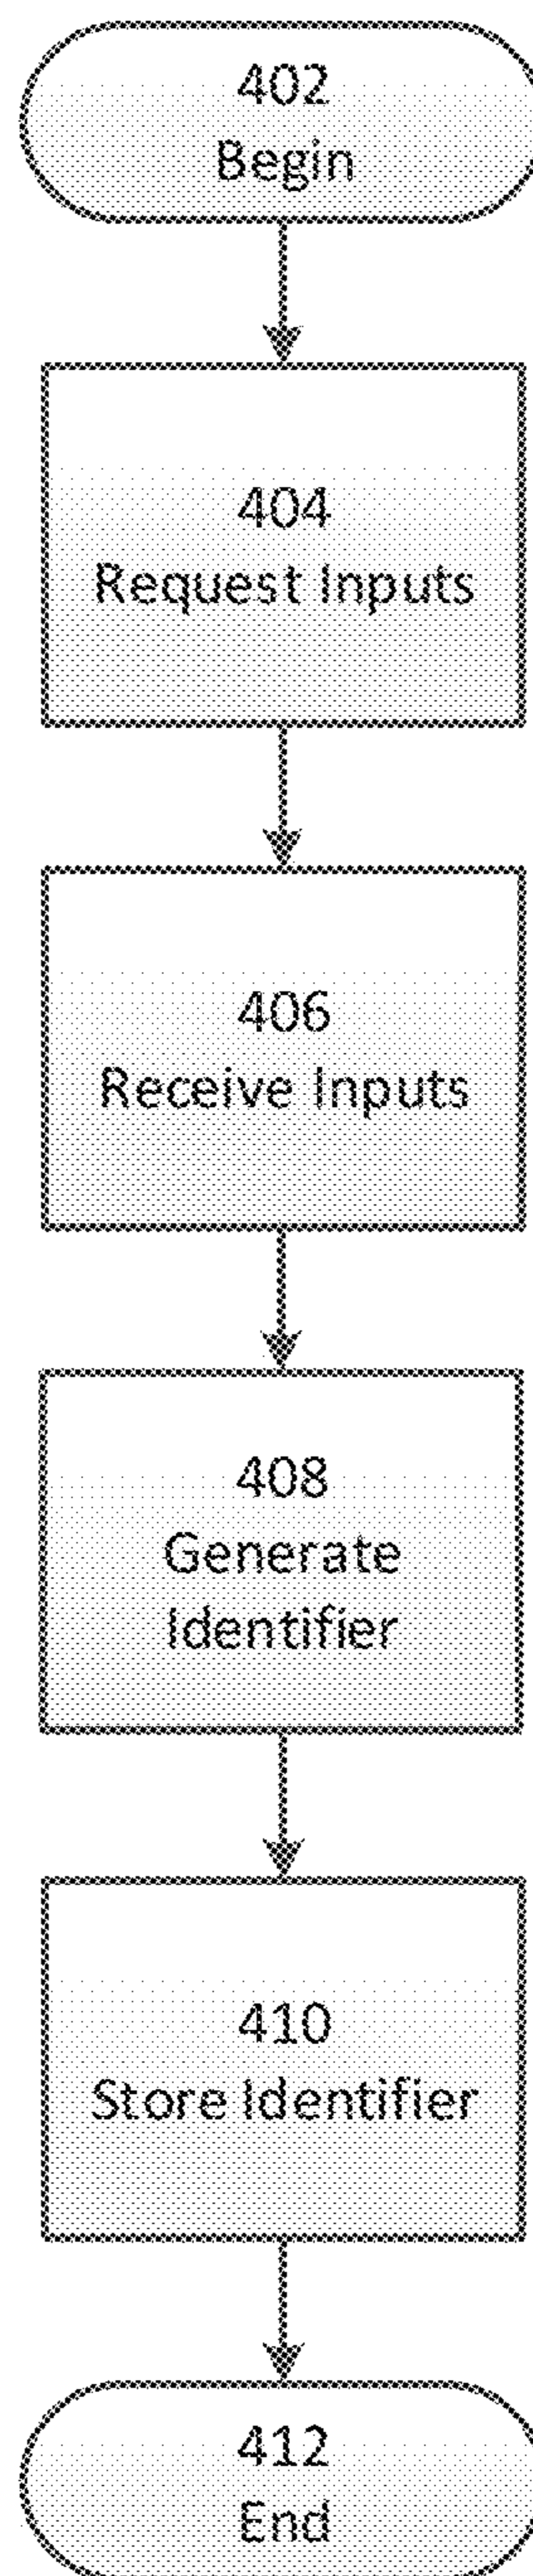 402
Begin
404
Request Inputs
406
Receive Inputs
408
Generate
Identifier
410
Store Identifier
412
End